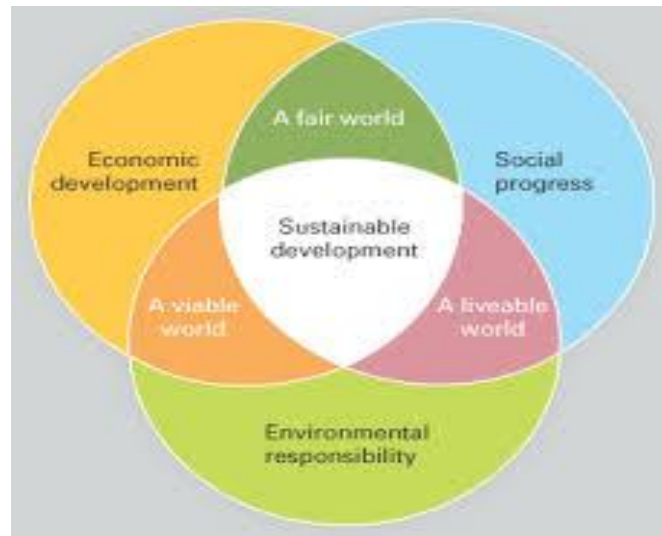 A fair world
Economic
development
Social
progress
Sustainable
development
A viable
world
A liveable
world
Environmental
responsibility